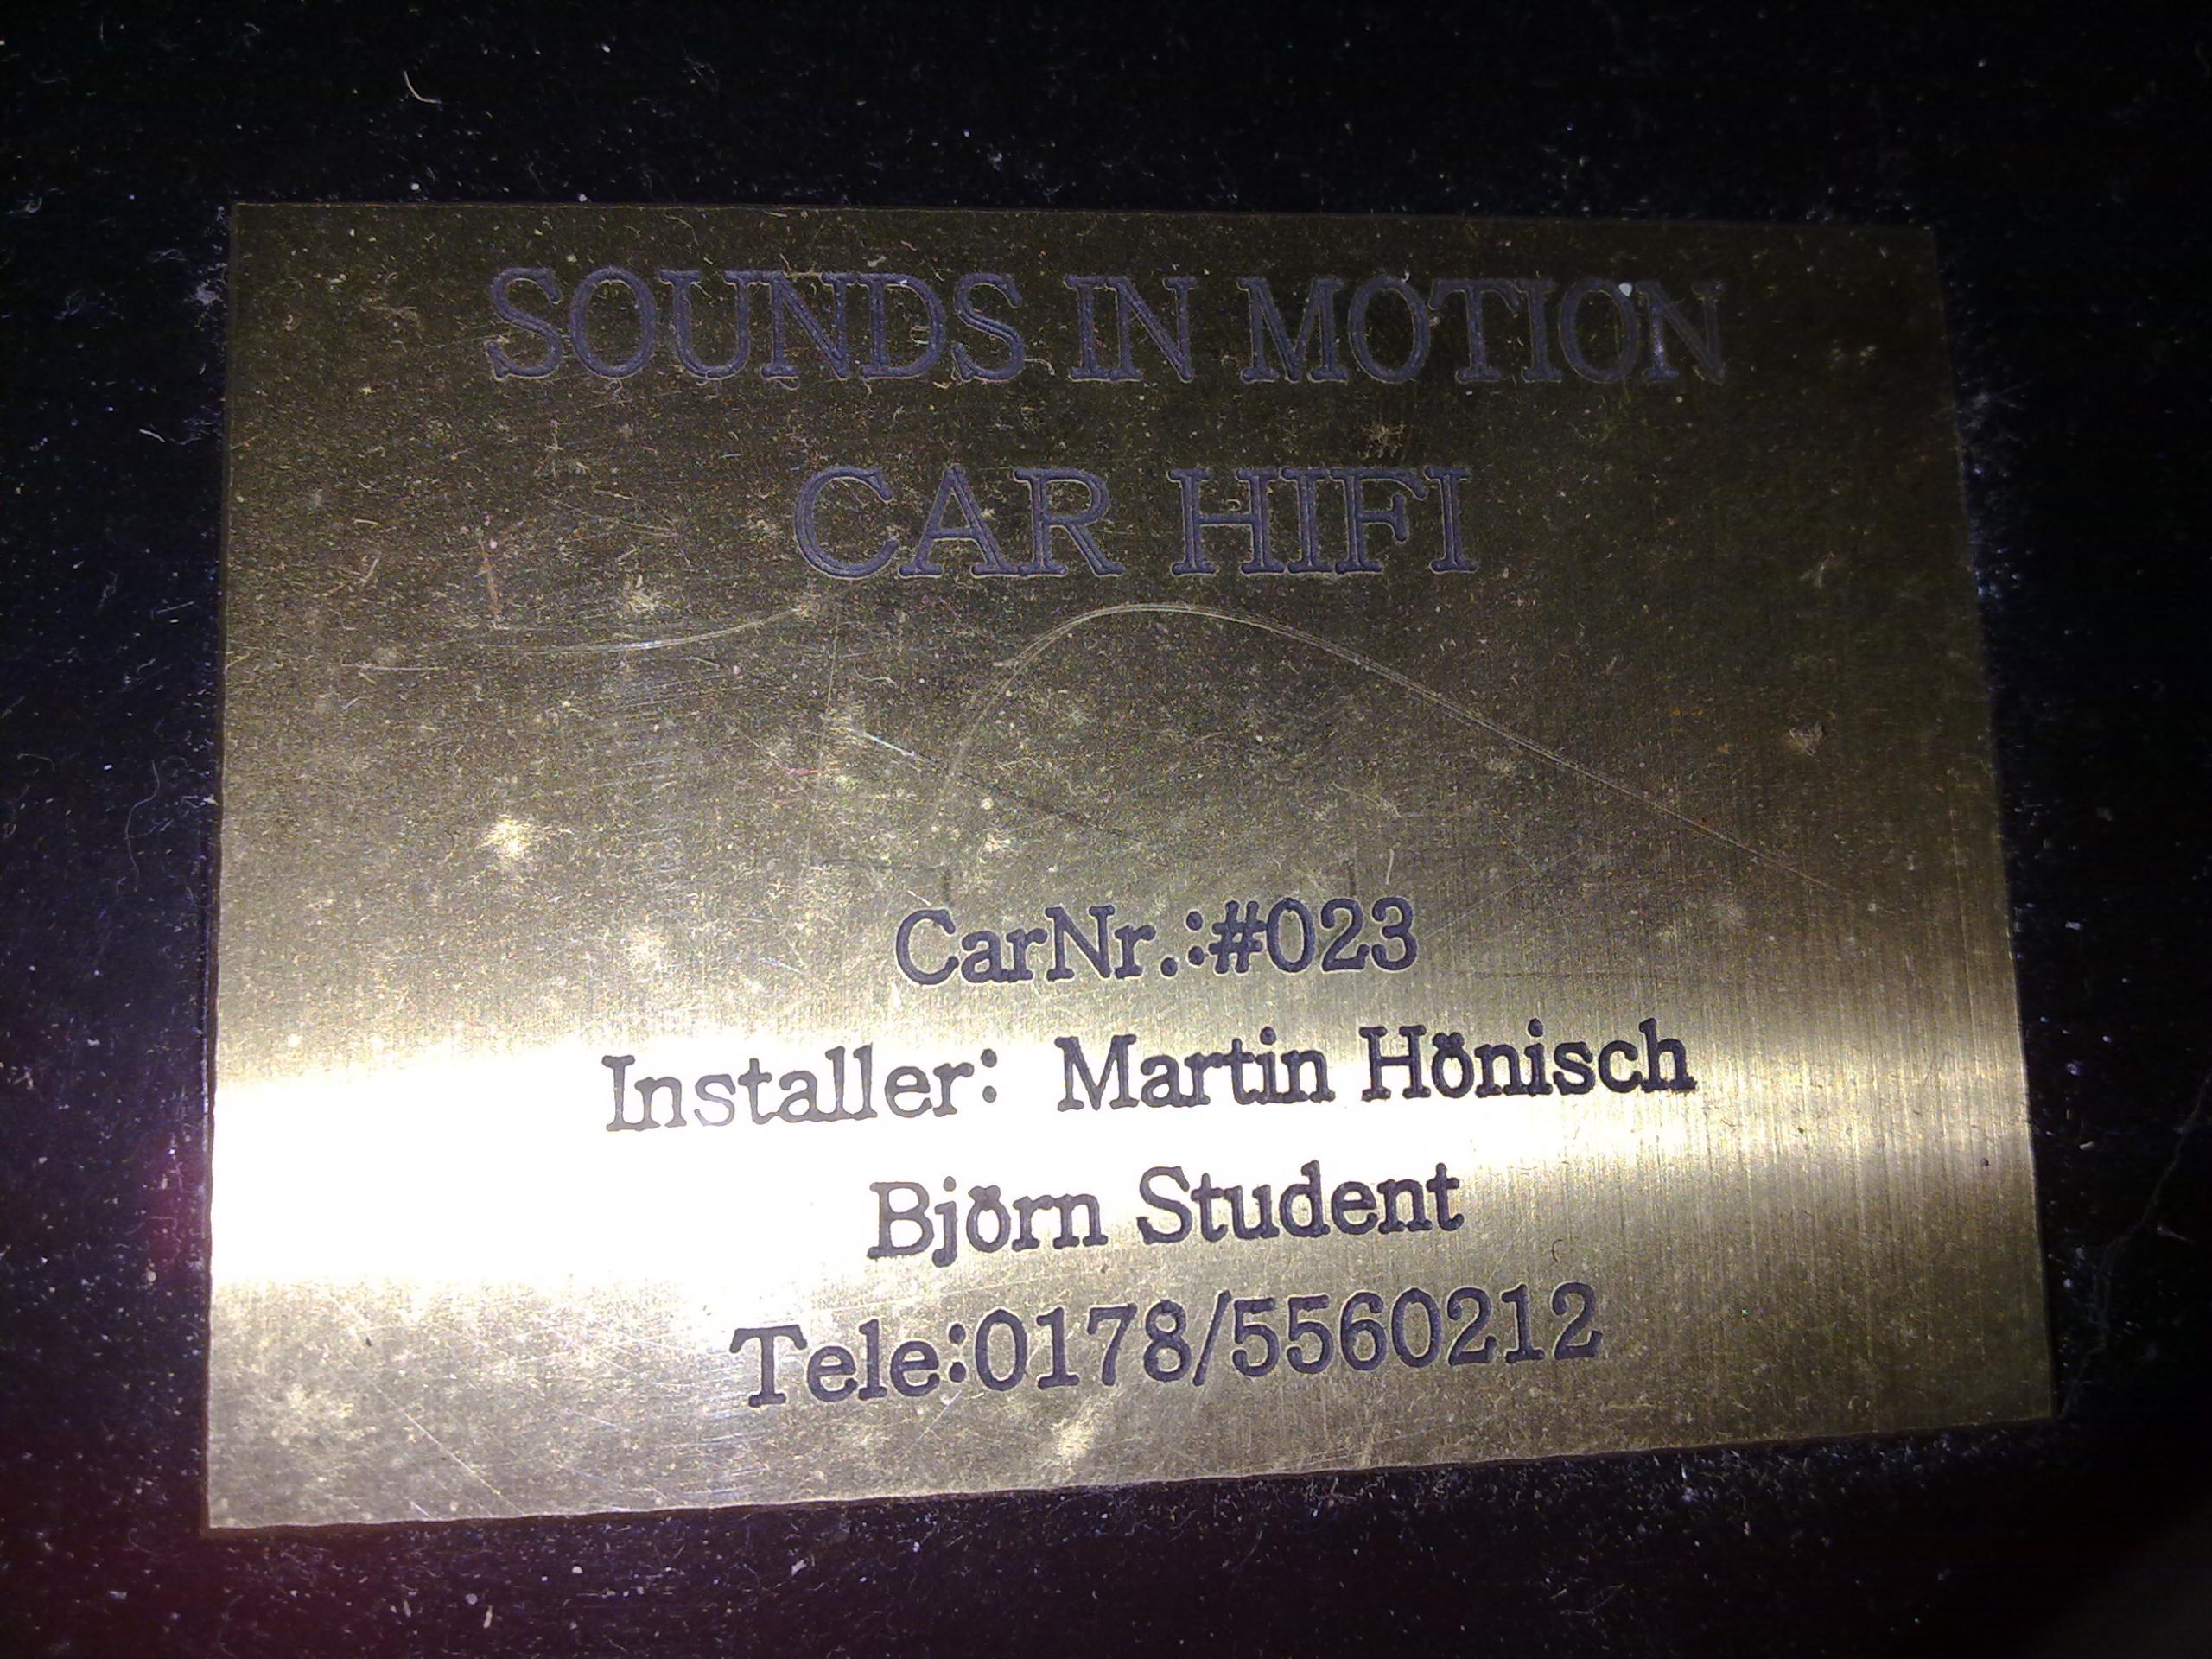 SOUNDS IN MOTION
CAR HIFI
CarNr.:#023
Installer: Martin Hönisch
Björn Student
Tele:0178/5560212